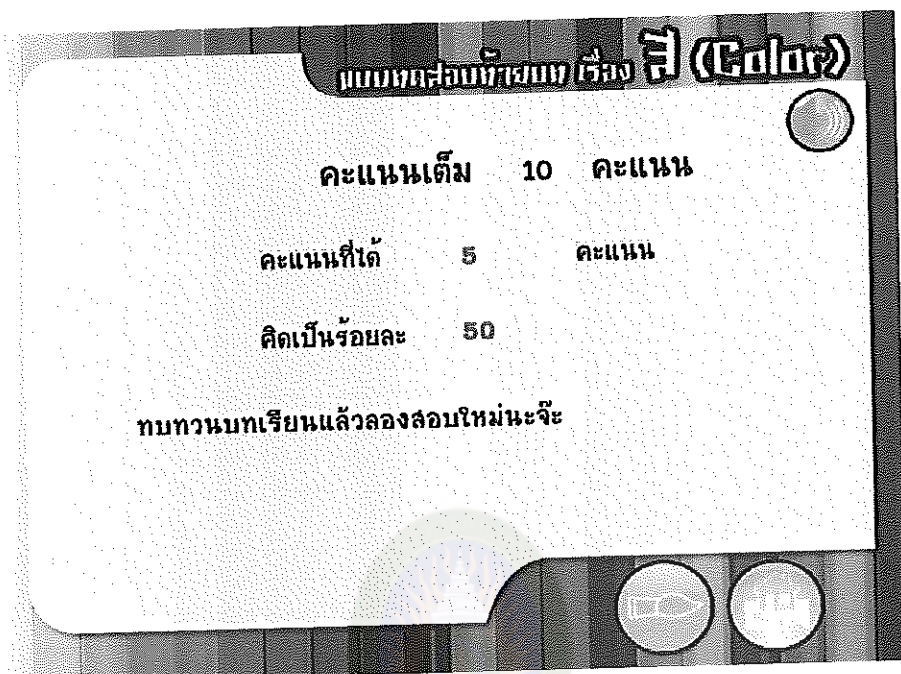 แบบทดสอบท้ายบท เรื่อง สี (Color)
คะแนนเต็ม 10 คะแนน
คะแนนที่ได้ 5 คะแนน
คิดเป็นร้อยละ 50
ทบทวนบทเรียนแล้วลองสอบใหม่นะจ๊ะ